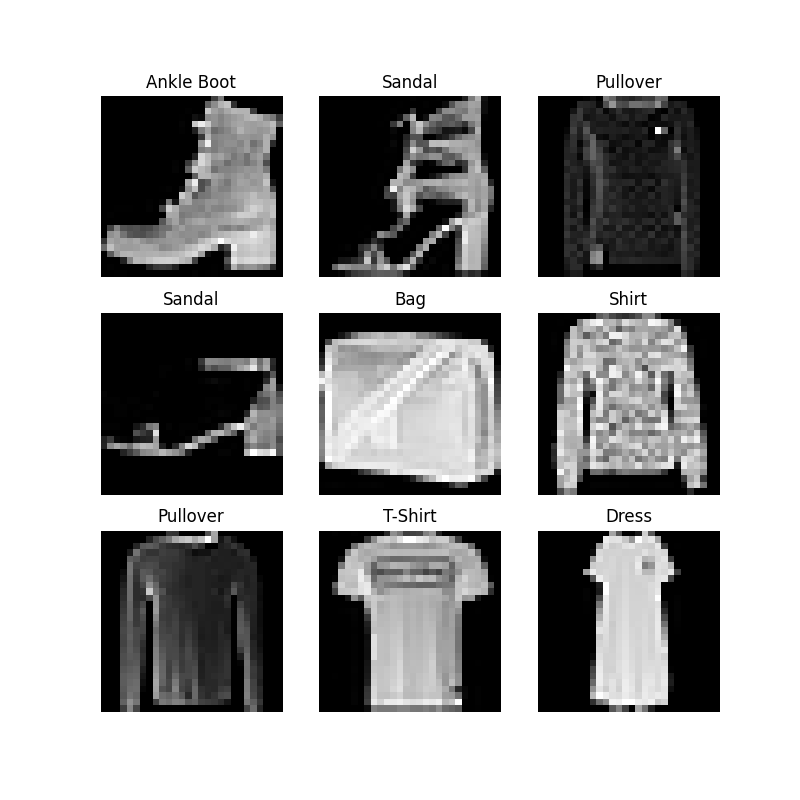 Ankle Boot
Sandal
Pullover
Sandal
Bag
Shirt
Pullover
T-Shirt
Dress